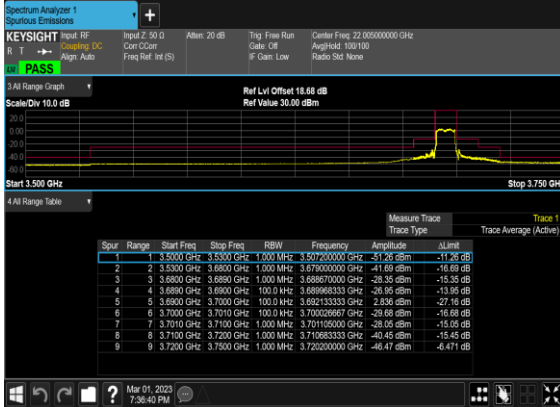 Spectrum Analyzer 1
Spurious Emissions
+
KEYSIGHT Input: RF Input Z: 50 Ω Atten: 20 dB Trig: Free Run Center Freq: 22.005000000 GHz
R T Coupling: DC Corr CCorr Gate: Off Avg|Hold: 100/100
Align: Auto Freq Ref: Int (S) IF Gain: Low Radio Std: None
PASS
3 All Range Graph
Ref Lvl Offset 18.68 dB
Scale/Div 10.0 dB Ref Value 30.00 dBm
20.0
0.00
-20.0
-40.0
-60.0
Start 3.500 GHz Stop 3.750 GH
4 All Range Table
Measure Trace Trace 1
Trace Type Trace Average (Active)
Spur Range Start Freq Stop Freq RBW Frequency Amplitude ΔLimit
1 1 3.5000 GHz 3.5300 GHz 1.000 MHz 3.507200000 GHz -51.26 dBm -11.26 dB
2 2 3.5300 GHz 3.6800 GHz 1.000 MHz 3.679000000 GHz -41.69 dBm -16.69 dB
3 3 3.6800 GHz 3.6890 GHz 1.000 MHz 3.688670000 GHz -28.35 dBm -15.35 dB
4 4 3.6890 GHz 3.6900 GHz 100.0 kHz 3.689968333 GHz -26.95 dBm -13.95 dB
5 5 3.6900 GHz 3.7000 GHz 100.0 kHz 3.692133333 GHz 2.836 dBm -27.16 dB
6 6 3.7000 GHz 3.7010 GHz 100.0 kHz 3.700026667 GHz -29.68 dBm -16.68 dB
7 7 3.7010 GHz 3.7100 GHz 1.000 MHz 3.701105000 GHz -28.05 dBm -15.05 dB
8 8 3.7100 GHz 3.7200 GHz 1.000 MHz 3.710683333 GHz -40.45 dBm -15.45 dB
9 9 3.7200 GHz 3.7500 GHz 1.000 MHz 3.720200000 GHz -46.47 dBm -6.471 dB
?
Mar 01, 2023
7:36:40 PM